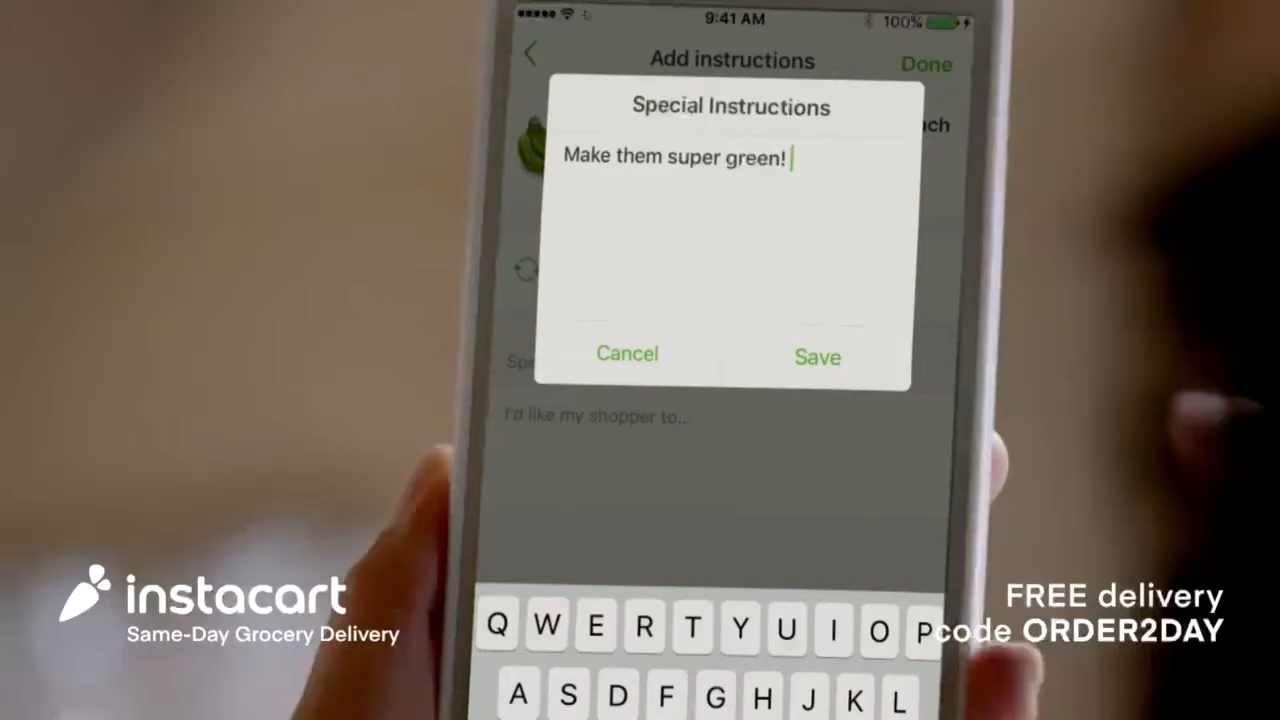 9:41 AM
100%
Add instructions
Done
Special Instructions
Make them super green!
Cancel
Save
I'd like my shopper to...
Q W E R T Y U I O P
A S D F G H J K L
instacart
Same-Day Grocery Delivery
FREE delivery
code ORDER2DAY